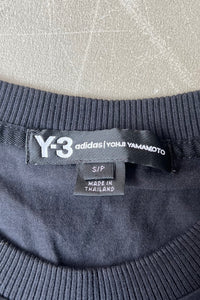 Y-3 adidas | YOHJI YAMAMOTO
S/P
MADE IN
THAILAND